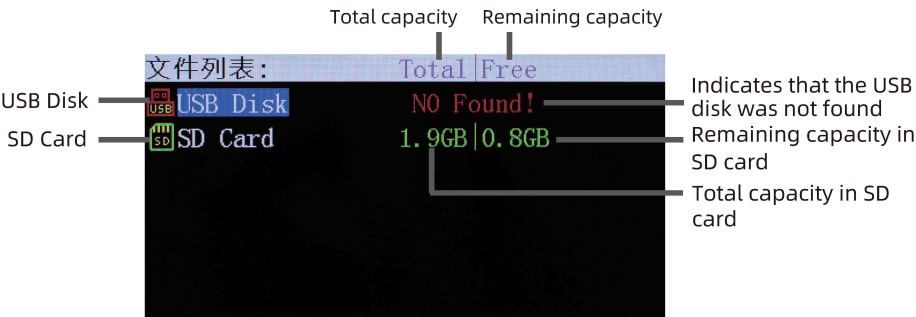 Total capacity Remaining capacity
文件列表: Total Free
USB Disk USB USB Disk NO Found! Indicates that the USB
disk was not found
SD Card SD SD Card 1.9GB 0.8GB Remaining capacity in
SD card
Total capacity in SD
card